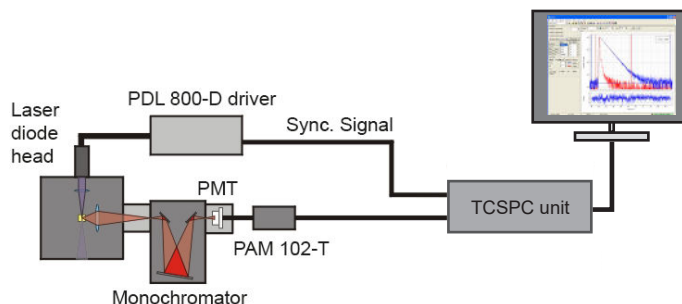 Laser
diode
head
PDL 800-D driver
Sync. Signal
PMT
TCSPC unit
PAM 102-T
Monochromator